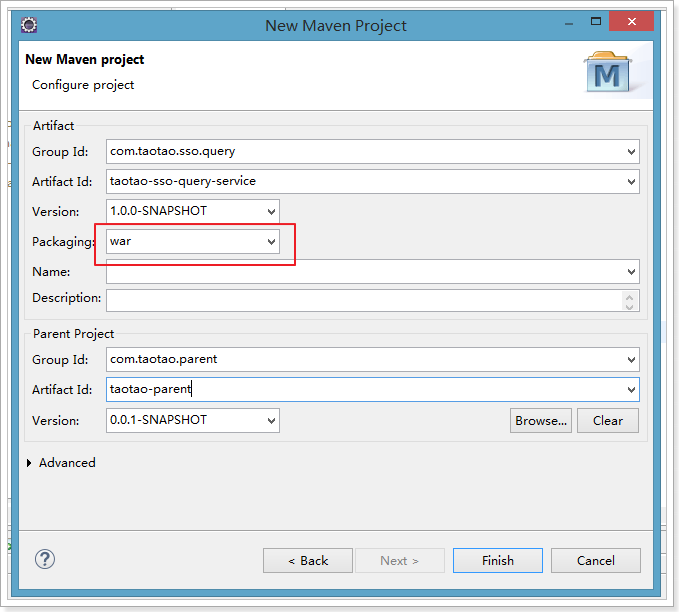 New Maven Project
New Maven project
Configure project
M
Artifact
Group Id: com.taotao.sso.query
Artifact Id: taotao-sso-query-service
Version: 1.0.0-SNAPSHOT
Packaging: war
Name:
Description:
Parent Project
Group Id: com.taotao.parent
Artifact Id: taotao-parent
Version: 0.0.1-SNAPSHOT Browse... Clear
Advanced
? < Back Next > Finish Cancel